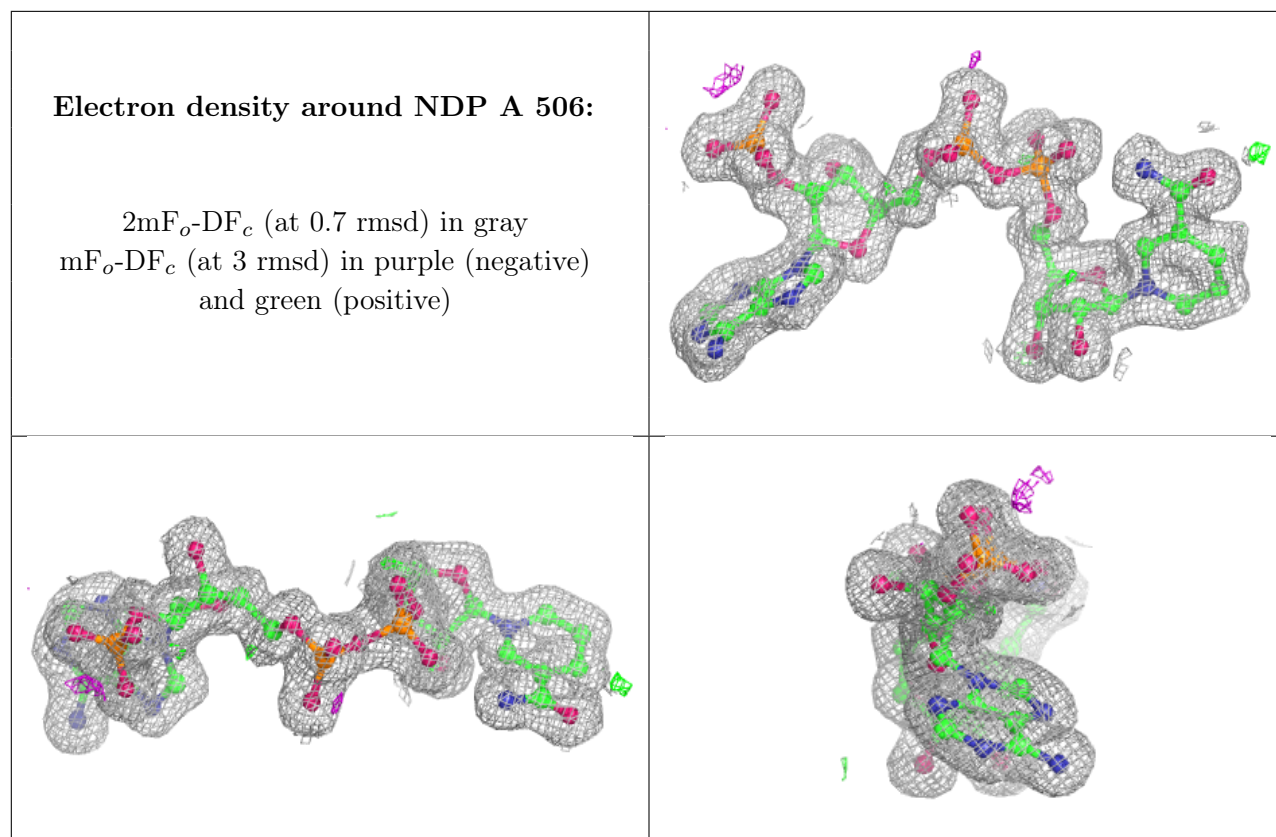 Electron density around NDP A 506:
2mFo-DFc (at 0.7 rmsd) in gray
mFo-DFc (at 3 rmsd) in purple (negative)
and green (positive)